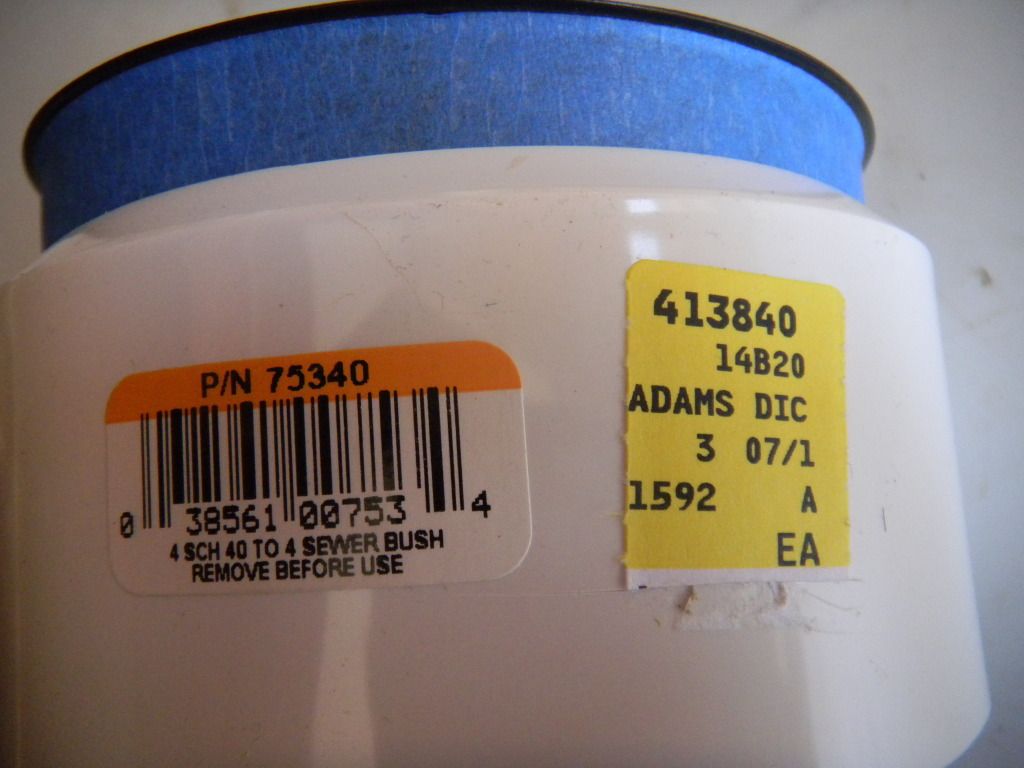 P/N 75340
0 38561 00753 4
4 SCH 40 TO 4 SEWER BUSH
REMOVE BEFORE USE
413840
14B20
ADAMS DIC
3 07/1
1592 A
EA